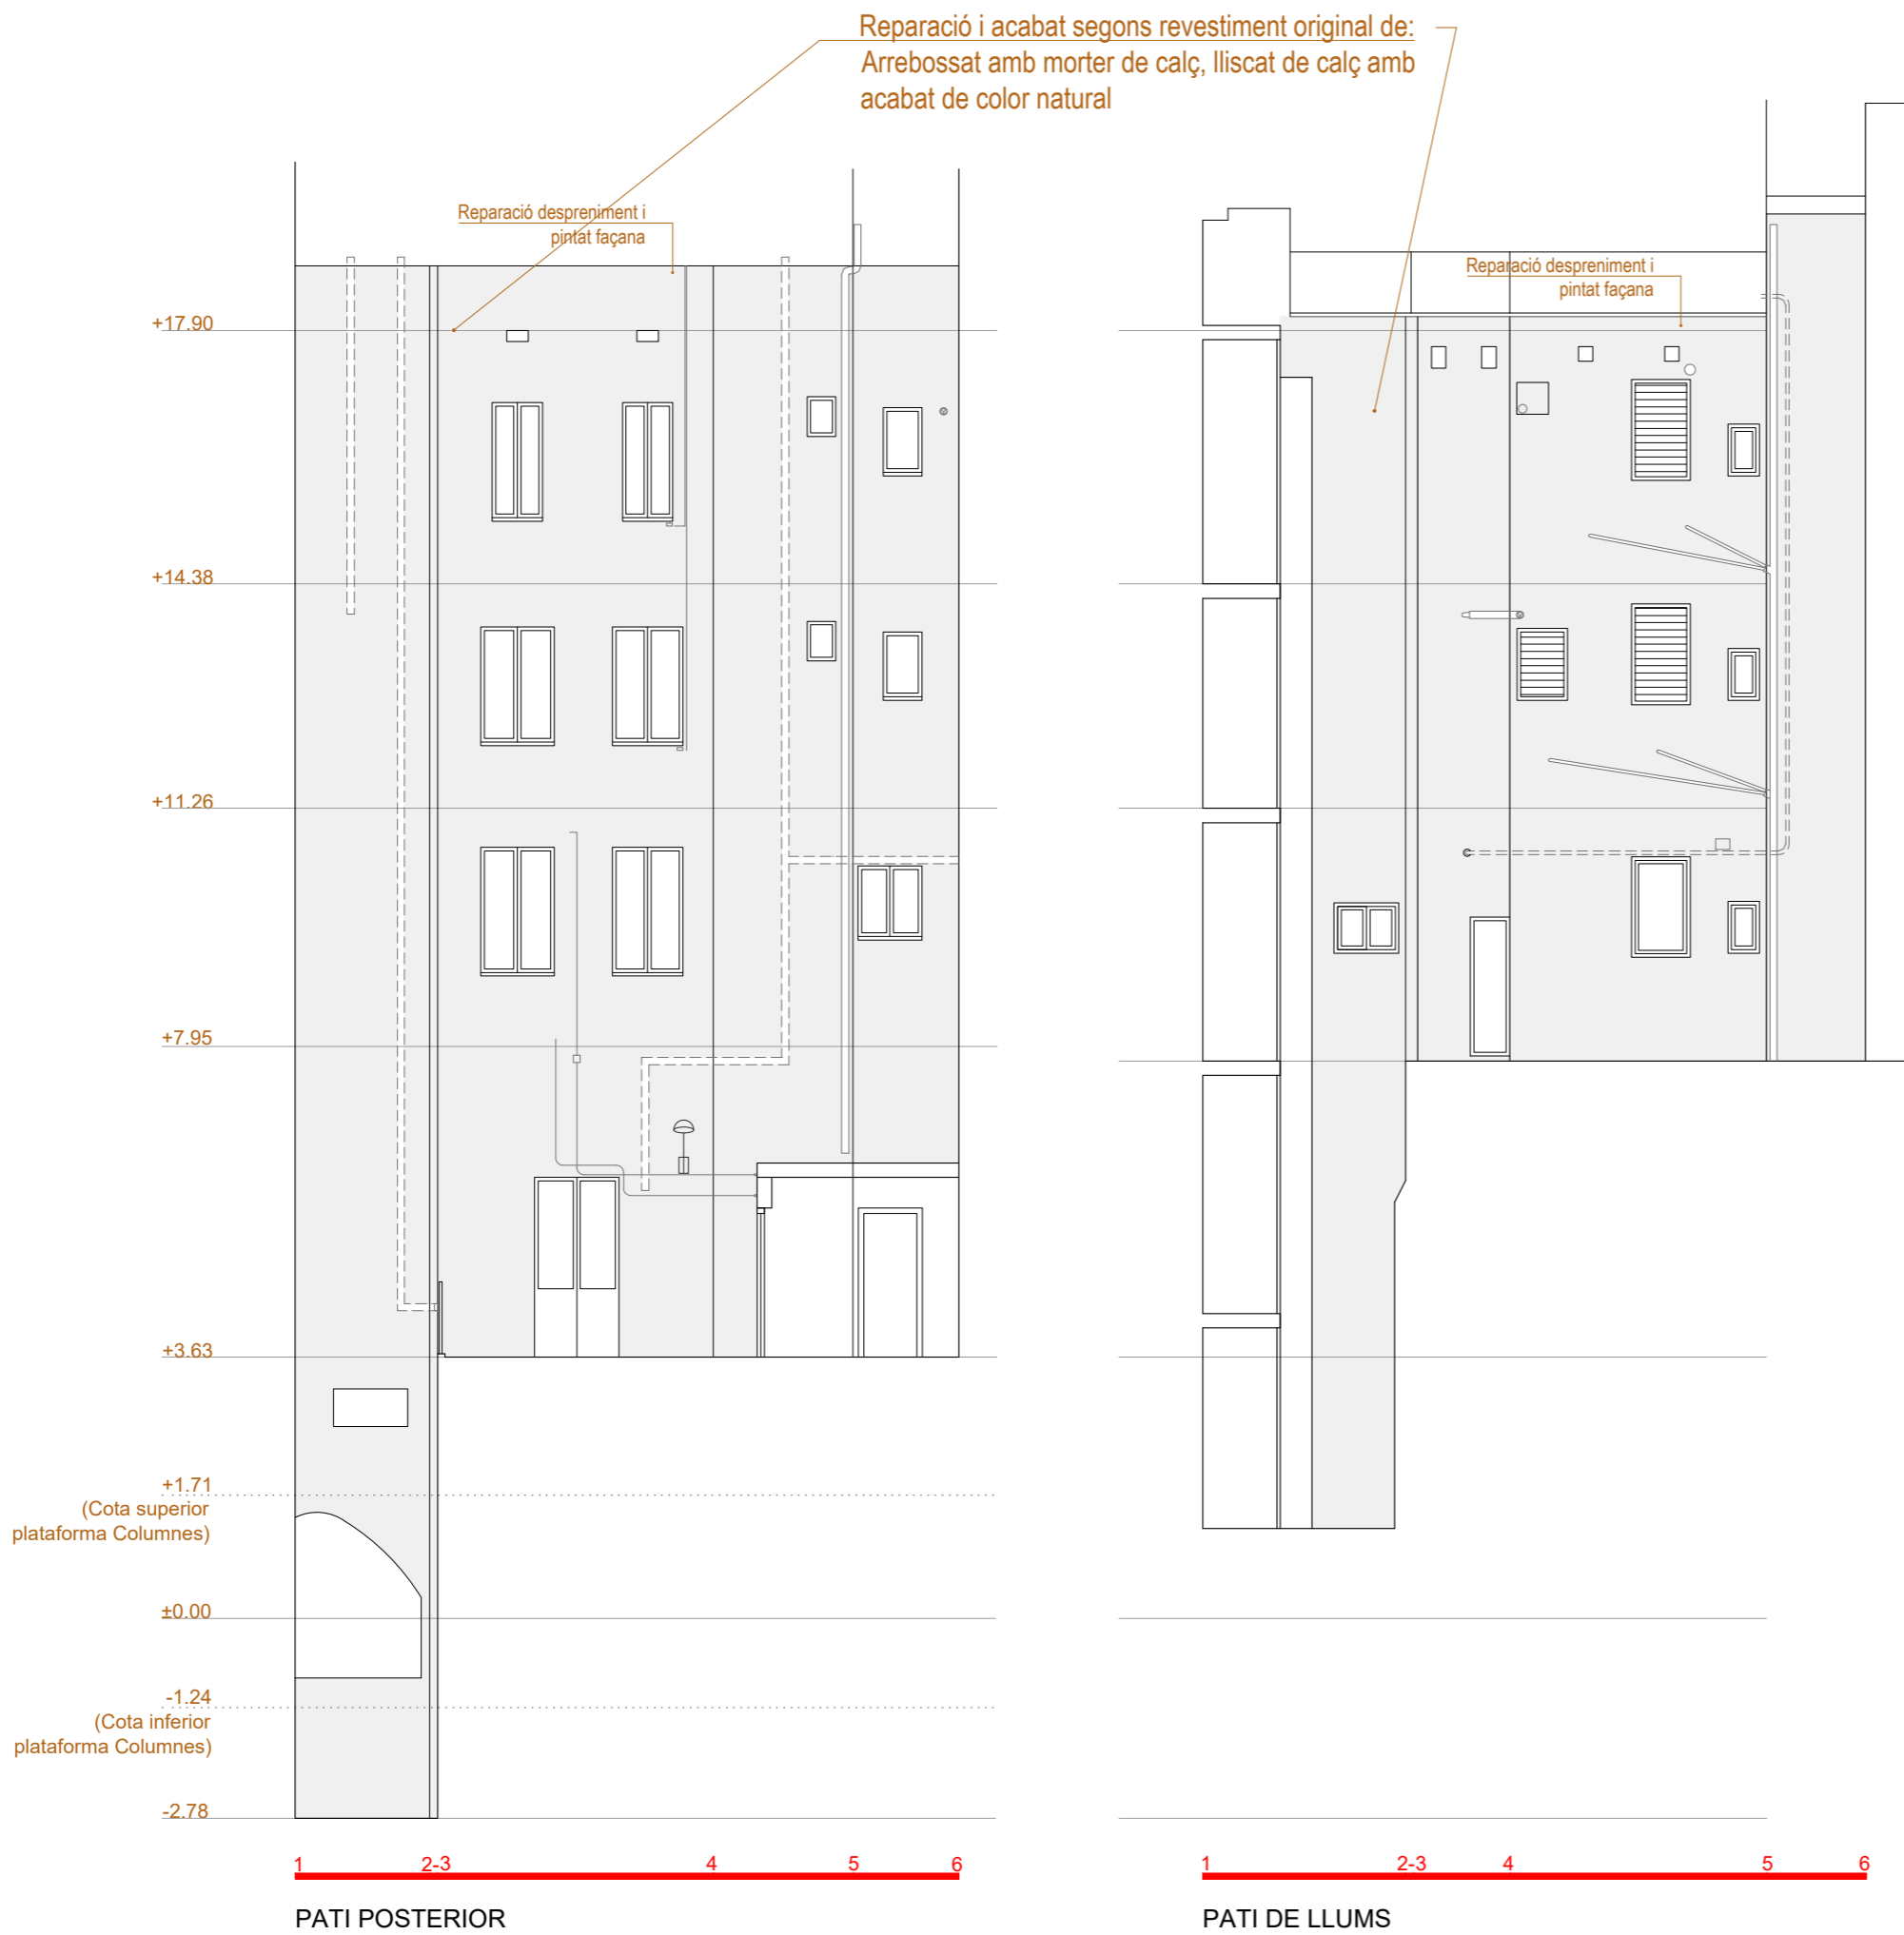 Reparació i acabat segons revestiment original de:
Arrebossat amb morter de calç, lliscat de calç amb
acabat de color natural
Reparació despreniment i
pintat façana
Reparació despreniment i
pintat façana
+17.90
+14.38
+11.26
+7.95
+3.63
+1.71
(Cota superior
plataforma Columnes)
±0.00
-1.24
(Cota inferior
plataforma Columnes)
-2.78
1 2-3 4 5 6
PATI POSTERIOR
1 2-3 4 5 6
PATI DE LLUMS